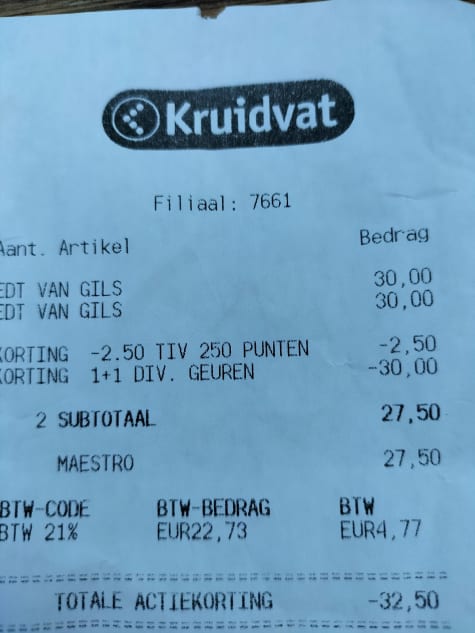 Kruidvat
Filiaal: 7661
Aant. Artikel Bedrag
EDT VAN GILS 30,00
EDT VAN GILS 30,00
KORTING -2.50 TIV 250 PUNTEN -2,50
KORTING 1+1 DIV. GEUREN -30,00
2 SUBTOTAAL 27,50
MAESTRO 27,50
BTW-CODE BTW-BEDRAG BTW
BTW 21% EUR22,73 EUR4,77
TOTALE ACTIEKORTING -32,50